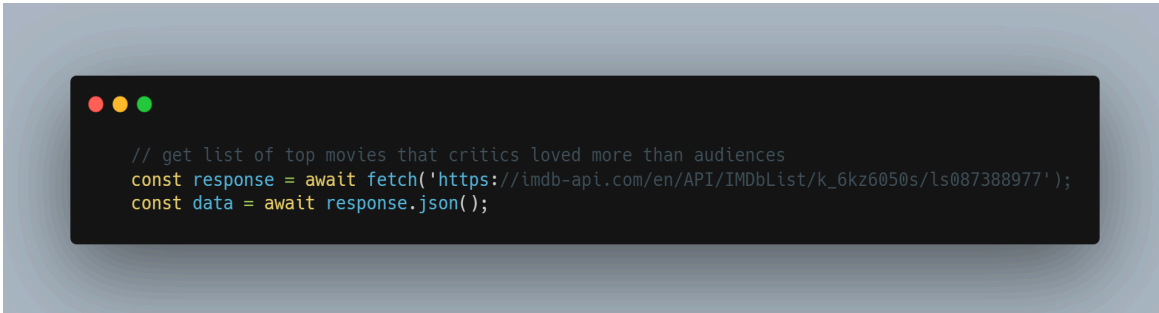 // get list of top movies that critics loved more than audiences
const response = await fetch('https://imdb-api.com/en/API/IMDbList/k_6kz6050s/ls087388977');
const data = await response.json();